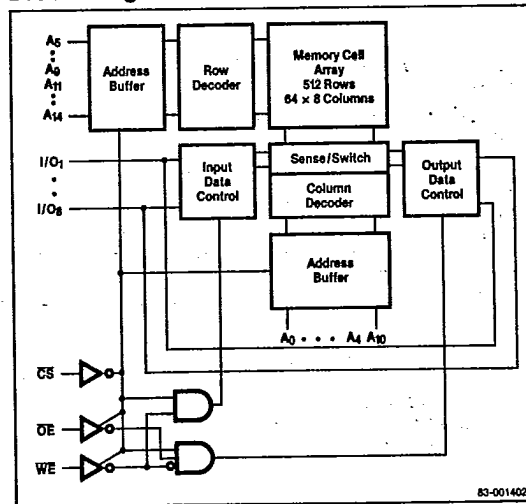 A5
A9
A11
A14
Address
Buffer
Row
Decoder
Memory Cell
Array
512 Rows
64 × 8 Columns
I/O1
I/O8
Input
Data
Control
Sense/Switch
Column
Decoder
Output
Data
Control
Address
Buffer
A0 • • • A4 A10
CS
OE
WE
83-001402